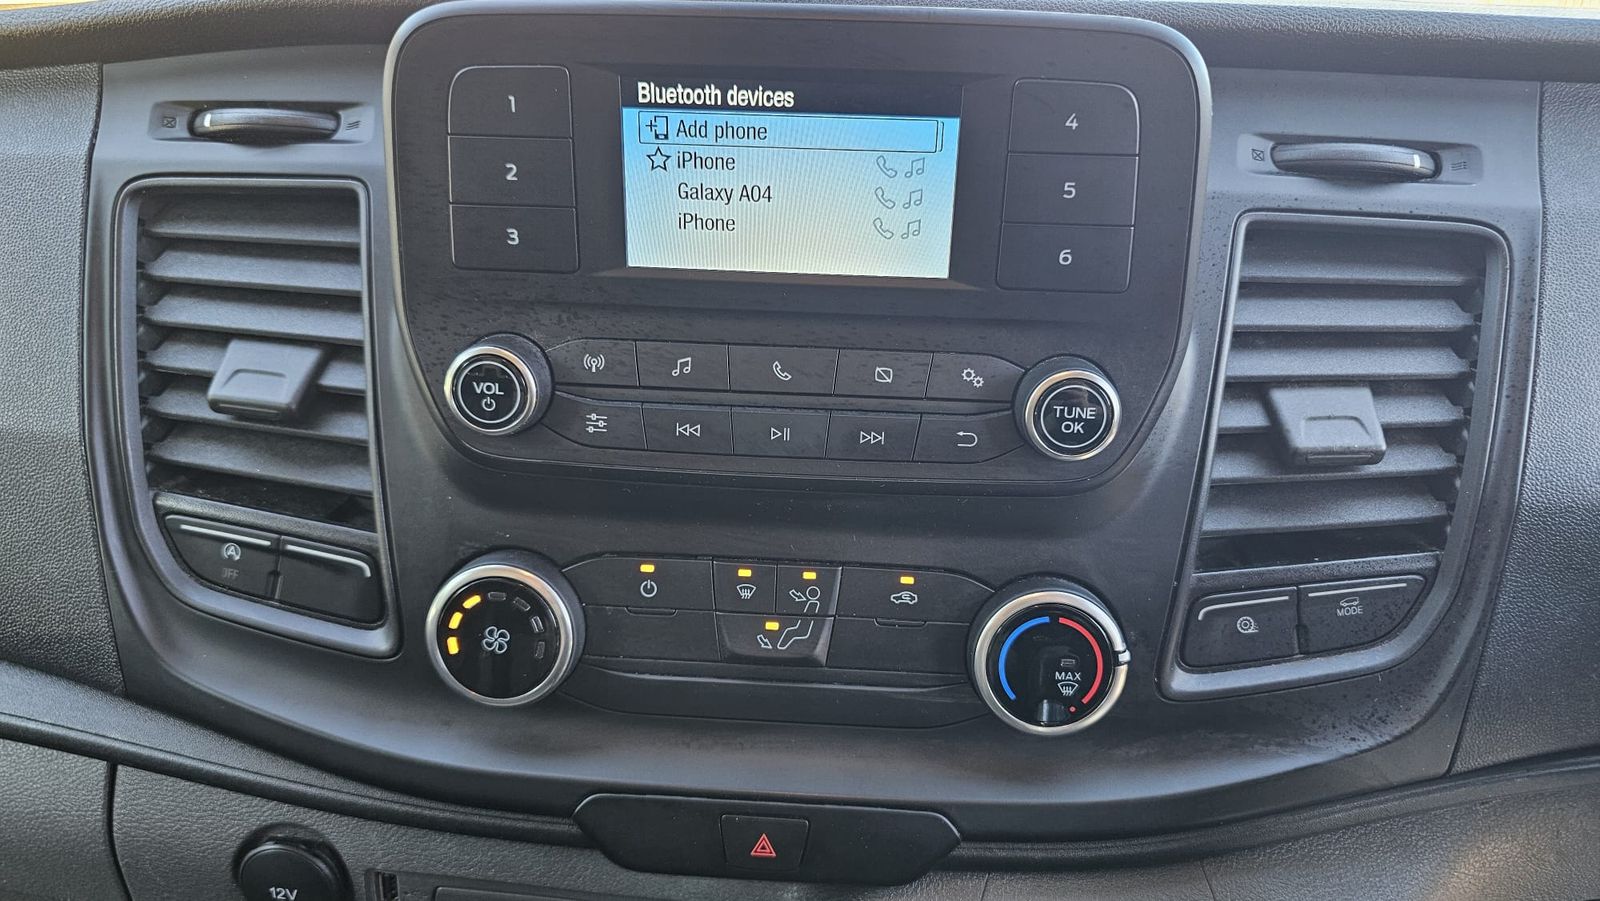 Bluetooth devices
Add phone
iPhone
Galaxy A04
iPhone
1
2
3
4
5
6
VOL
TUNE
OK
A
OFF
MAX
MODE
12V